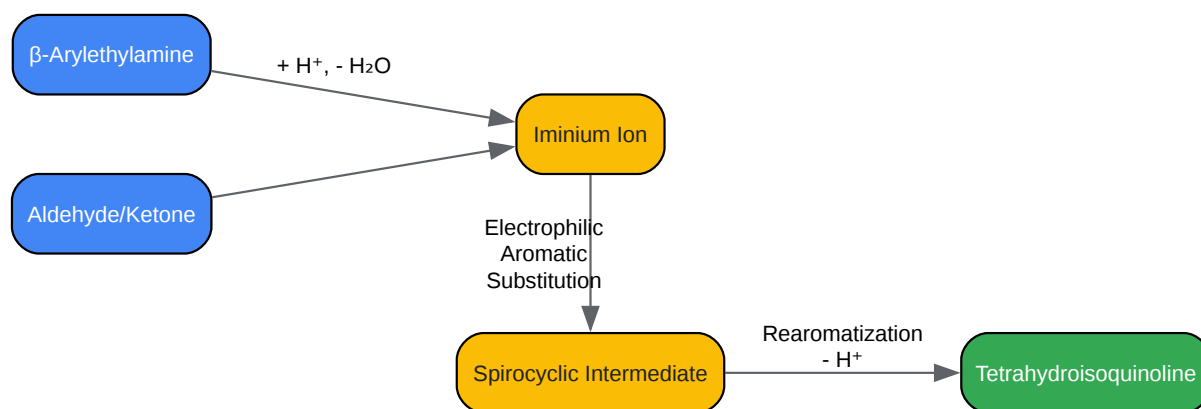 β-Arylethylamine
+ H⁺, - H₂O
Iminium Ion
Aldehyde/Ketone
Electrophilic
Aromatic
Substitution
Spirocyclic Intermediate
Rearomatization
- H⁺
Tetrahydroisoquinoline